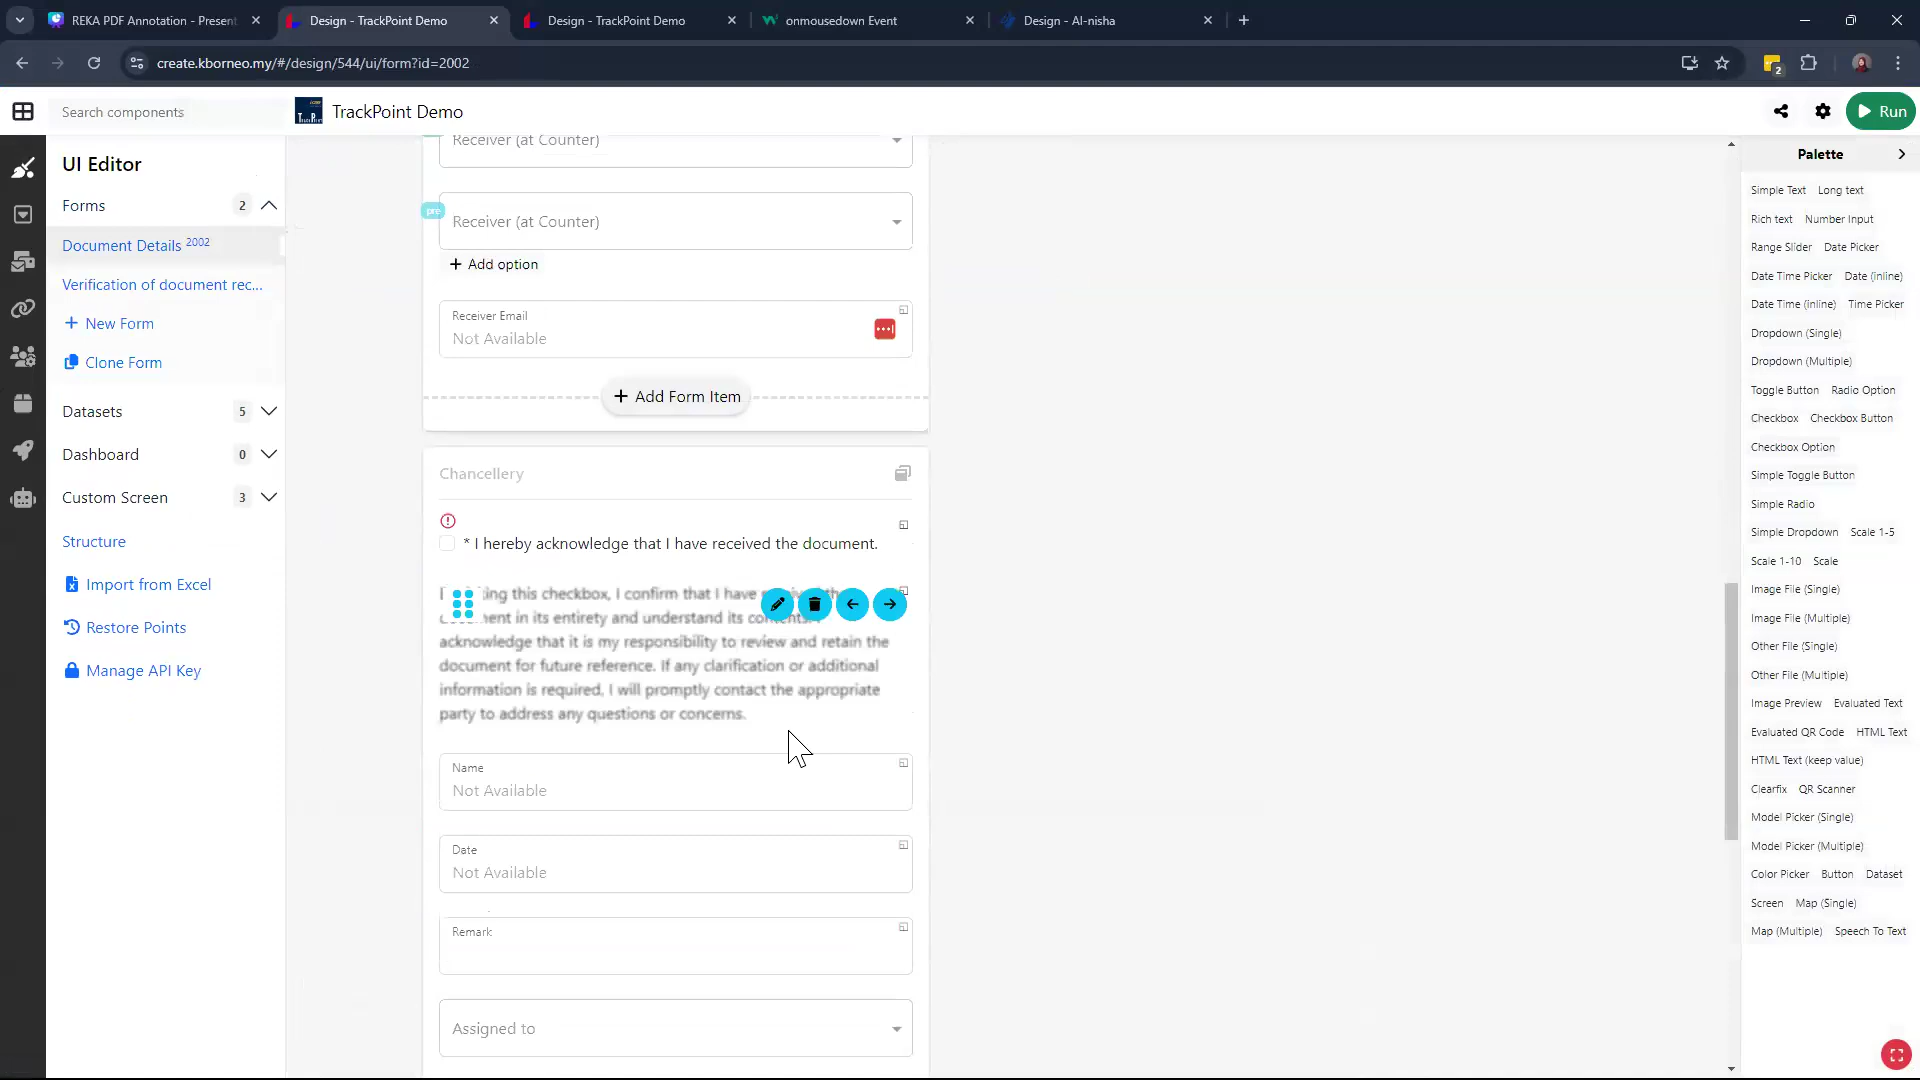 REKA PDF Annotation - Present
Design - TrackPoint Demo
Design - TrackPoint Demo
onmousedown Event
Design - Al-nisha
create.kborneo.my/#/design/544/ui/form?id=2002
2
Search components
TrackPoint Demo
Run
UI Editor
Forms 2
Document Details 2002
Verification of document rec...
New Form
Clone Form
Datasets 5
Dashboard 0
Custom Screen 3
Structure
Import from Excel
Restore Points
Manage API Key
Receiver (at Counter)
pre
Receiver (at Counter)
Add option
Receiver Email
Not Available
Add Form Item
Chancellery
* I hereby acknowledge that I have received the document.
this checkbox, I confirm that I have
in its entirety and understand its
acknowledge that it is my responsibility to review and retain the
document for future reference. If any clarification or additional
information is required, I will promptly contact the appropriate
party to address any questions or concerns.
Name
Not Available
Date
Not Available
Remark
Assigned to
Palette
Simple Text Long text
Rich text Number Input
Range Slider Date Picker
Date Time Picker Date (inline)
Date Time (inline) Time Picker
Dropdown (Single)
Dropdown (Multiple)
Toggle Button Radio Option
Checkbox Checkbox Button
Checkbox Option
Simple Toggle Button
Simple Radio
Simple Dropdown Scale 1-5
Scale 1-10 Scale
Image File (Single)
Image File (Multiple)
Other File (Single)
Other File (Multiple)
Image Preview Evaluated Text
Evaluated QR Code HTML Text
HTML Text (keep value)
Clearfix QR Scanner
Model Picker (Single)
Model Picker (Multiple)
Color Picker Button Dataset
Screen Map (Single)
Map (Multiple) Speech To Text